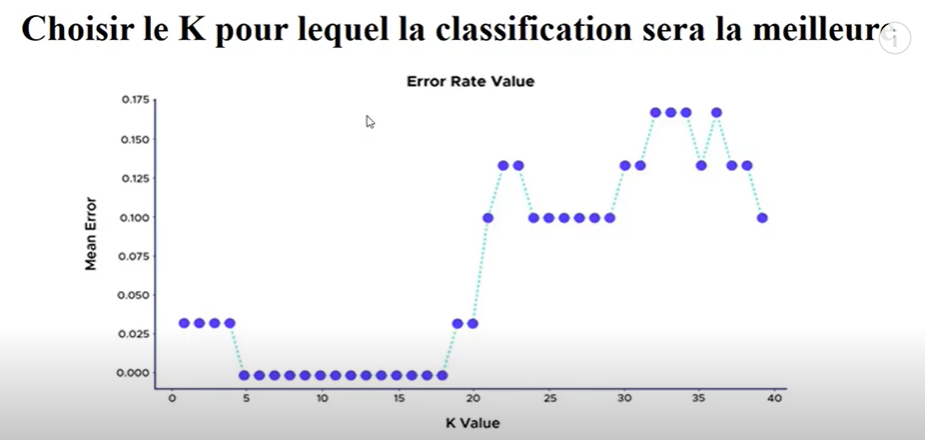 Choisir le K pour lequel la classification sera la meilleure
Error Rate Value
0.175
0.150
0.125
0.100
0.075
0.050
0.025
0.000
Mean Error
0 5 10 15 20 25 30 35 40
K Value